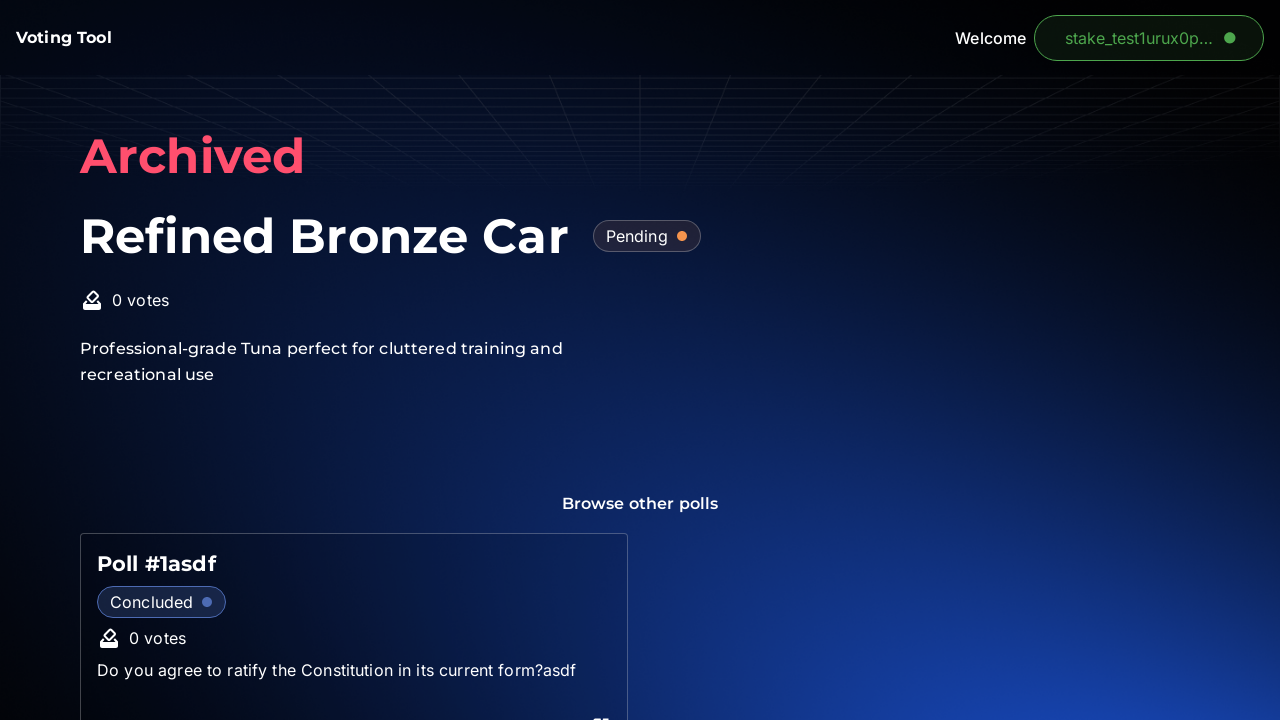 Voting Tool
Welcome
stake_test1urux0p...
Archived
Refined Bronze Car
Pending
0 votes
Professional-grade Tuna perfect for cluttered training and
recreational use
Browse other polls
Poll #1asdf
Concluded
0 votes
Do you agree to ratify the Constitution in its current form?asdf